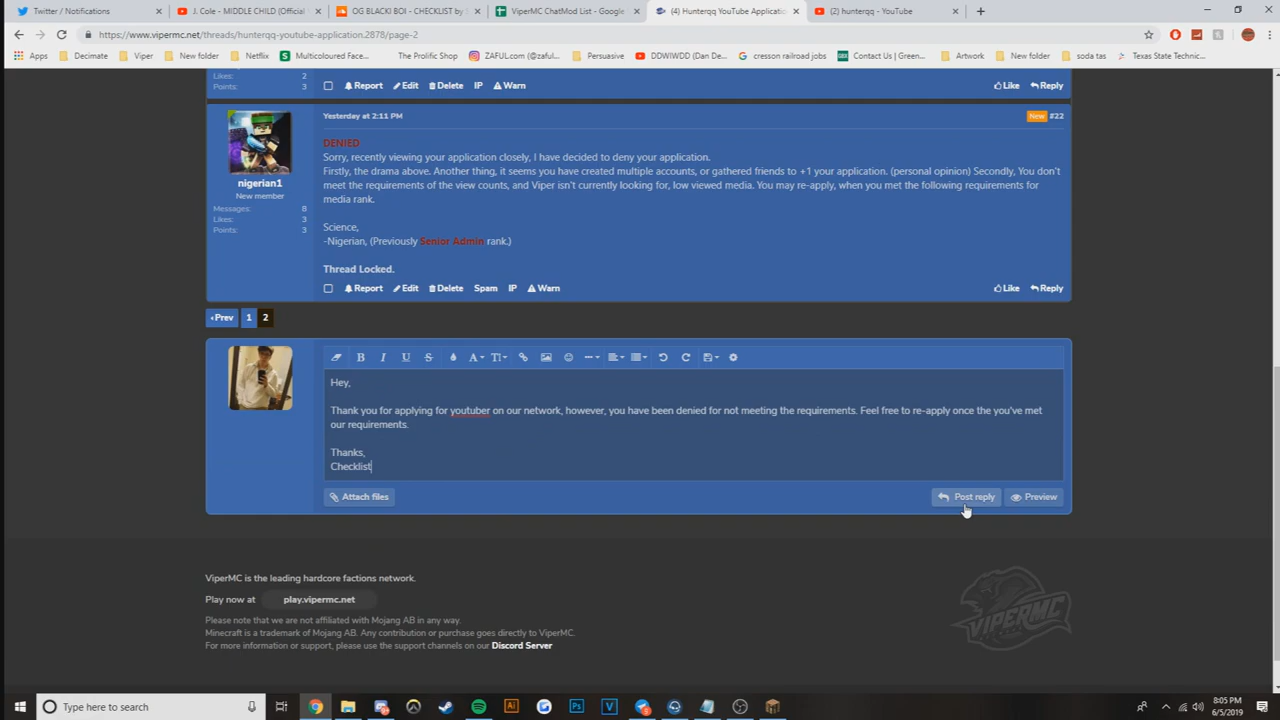 Twitter / Notifications
J. Cole - MIDDLE CHILD [Official
OG BLACKI BOI - CHECKLIST by S
ViperMC ChatMod List - Google
(4) Hunterqq YouTube Applicatio
(2) hunterqq - YouTube
https://www.vipermc.net/threads/hunterqq-youtube-application.2878/page-2
Apps
Decimate
Viper
New folder
Netflix
Multicoloured Face...
The Prolific Shop
ZAFUL.com (@zaful...
Persuasive
DDWIWDD (Dan De...
cresson railroad jobs
Contact Us | Green...
Artwork
New folder
soda tas
Texas State Technic...
Likes: 2
Points: 3
Report Edit Delete IP Warn
Like Reply
Yesterday at 2:11 PM
New #22
nigerian1
New member
Messages: 8
Likes: 3
Points: 3
DENIED
Sorry, recently viewing your application closely, I have decided to deny your application.
Firstly, the drama above. Another thing, it seems you have created multiple accounts, or gathered friends to +1 your application. (personal opinion) Secondly, You don't
meet the requirements of the view counts, and Viper isn't currently looking for, low viewed media. You may re-apply, when you met the following requirements for
media rank.
Science,
-Nigerian, (Previously Senior Admin rank.)
Thread Locked.
Report Edit Delete Spam IP Warn
Like Reply
‹ Prev 1 2
Hey,
Thank you for applying for youtuber on our network, however, you have been denied for not meeting the requirements. Feel free to re-apply once the you've met
our requirements.
Thanks,
Checklist
Attach files
Post reply
Preview
ViperMC is the leading hardcore factions network.
Play now at play.vipermc.net
Please note that we are not affiliated with Mojang AB in any way.
Minecraft is a trademark of Mojang AB. Any contribution or purchase goes directly to ViperMC.
For more information or support, please use the support channels on our Discord Server
VIPERMC
Type here to search
8:05 PM
6/5/2019